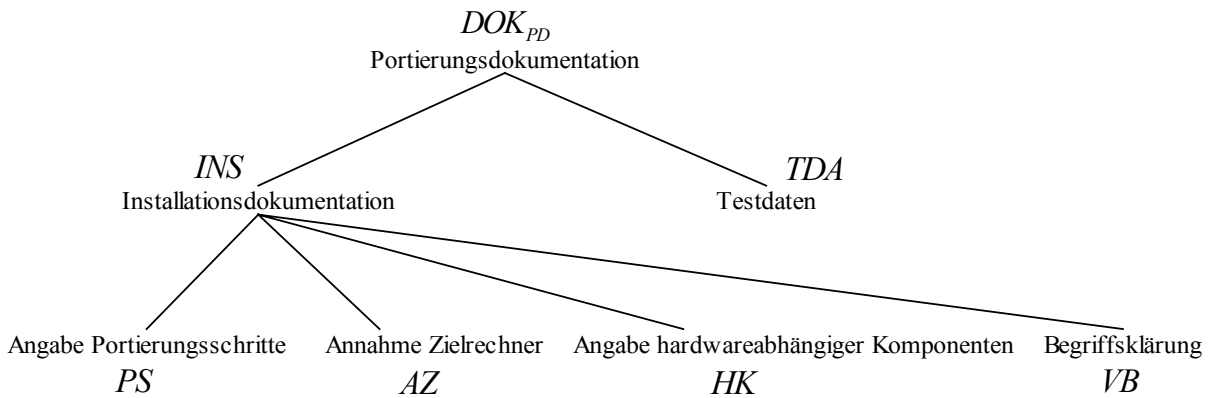 DOK_PD
Portierungsdokumentation
INS
TDA
Installationsdokumentation
Testdaten
Angabe Portierungsschritte
Annahme Zielrechner
Angabe hardwareabhängiger Komponenten
Begriffsklärung
PS
AZ
HK
VB